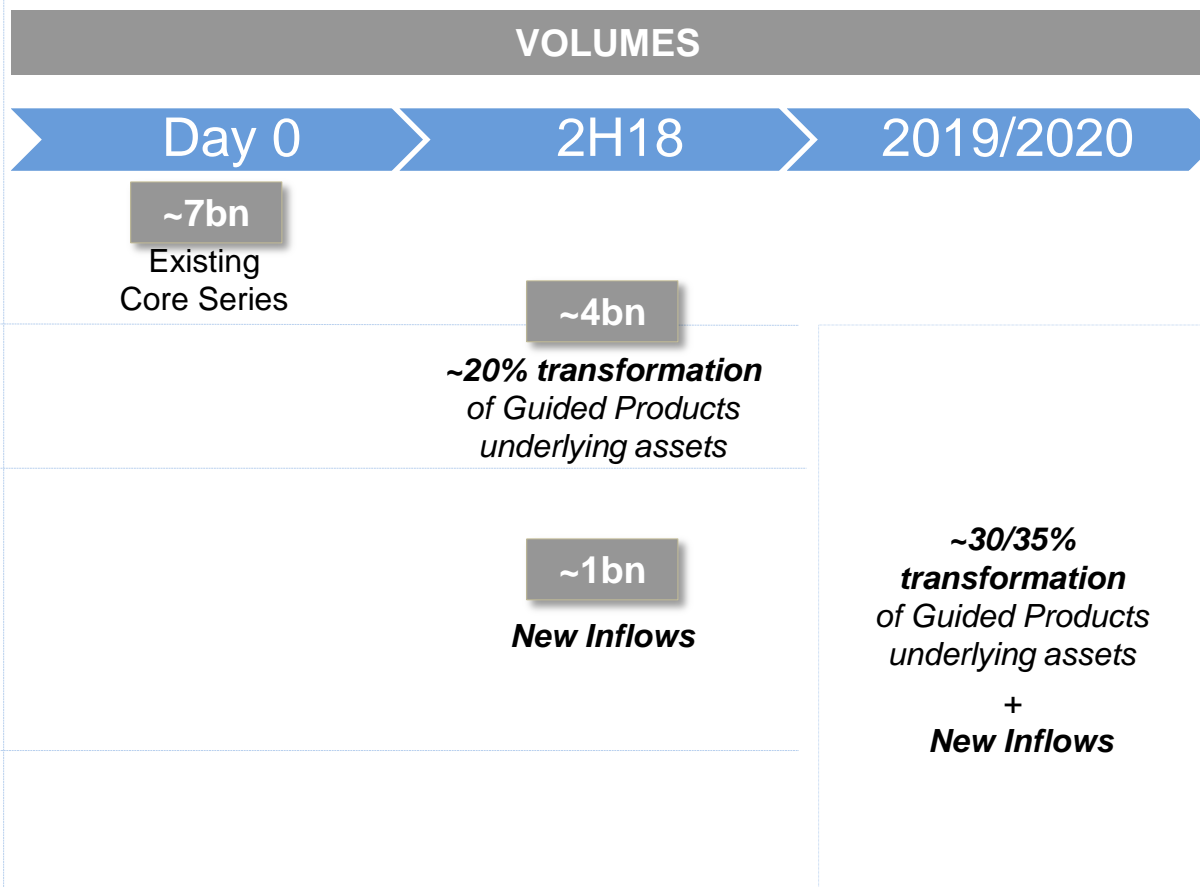 VOLUMES
Day 0
2H18
2019/2020
~7bn
Existing
Core Series
~4bn
~20% transformation
of Guided Products
underlying assets
~1bn
New Inflows
~30/35%
transformation
of Guided Products
underlying assets
+
New Inflows